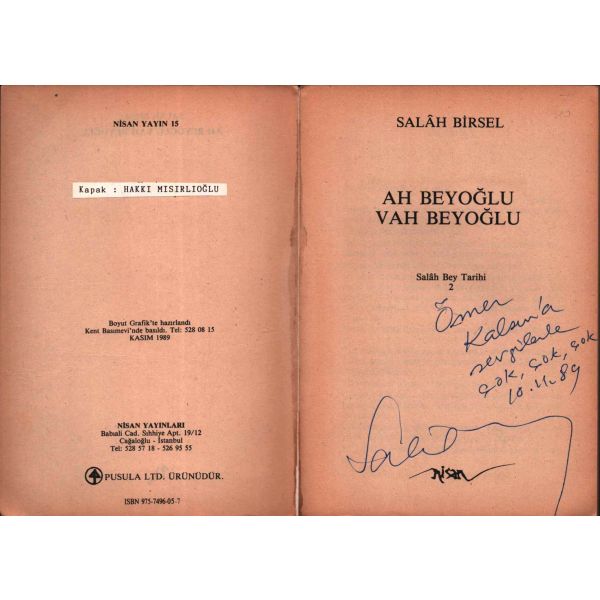 NİSAN YAYIN 15
Kapak : HAKKI MISIRLIOĞLU
Boyut Grafik'te hazırlandı
Kent Basımevi'nde basıldı. Tel: 528 08 15
KASIM 1989
NİSAN YAYINLARI
Babıali Cad. Sıhhiye Apt. 19/12
Cağaloğlu - İstanbul
Tel: 528 57 18 - 526 95 55
PUSULA LTD. ÜRÜNÜDÜR.
ISBN 975-7496-05-7
SALÂH BİRSEL
AH BEYOĞLU
VAH BEYOĞLU
Salâh Bey Tarihi
2
Özmer
sevgilerle
çok, çok, çok
10.11.89
nisan